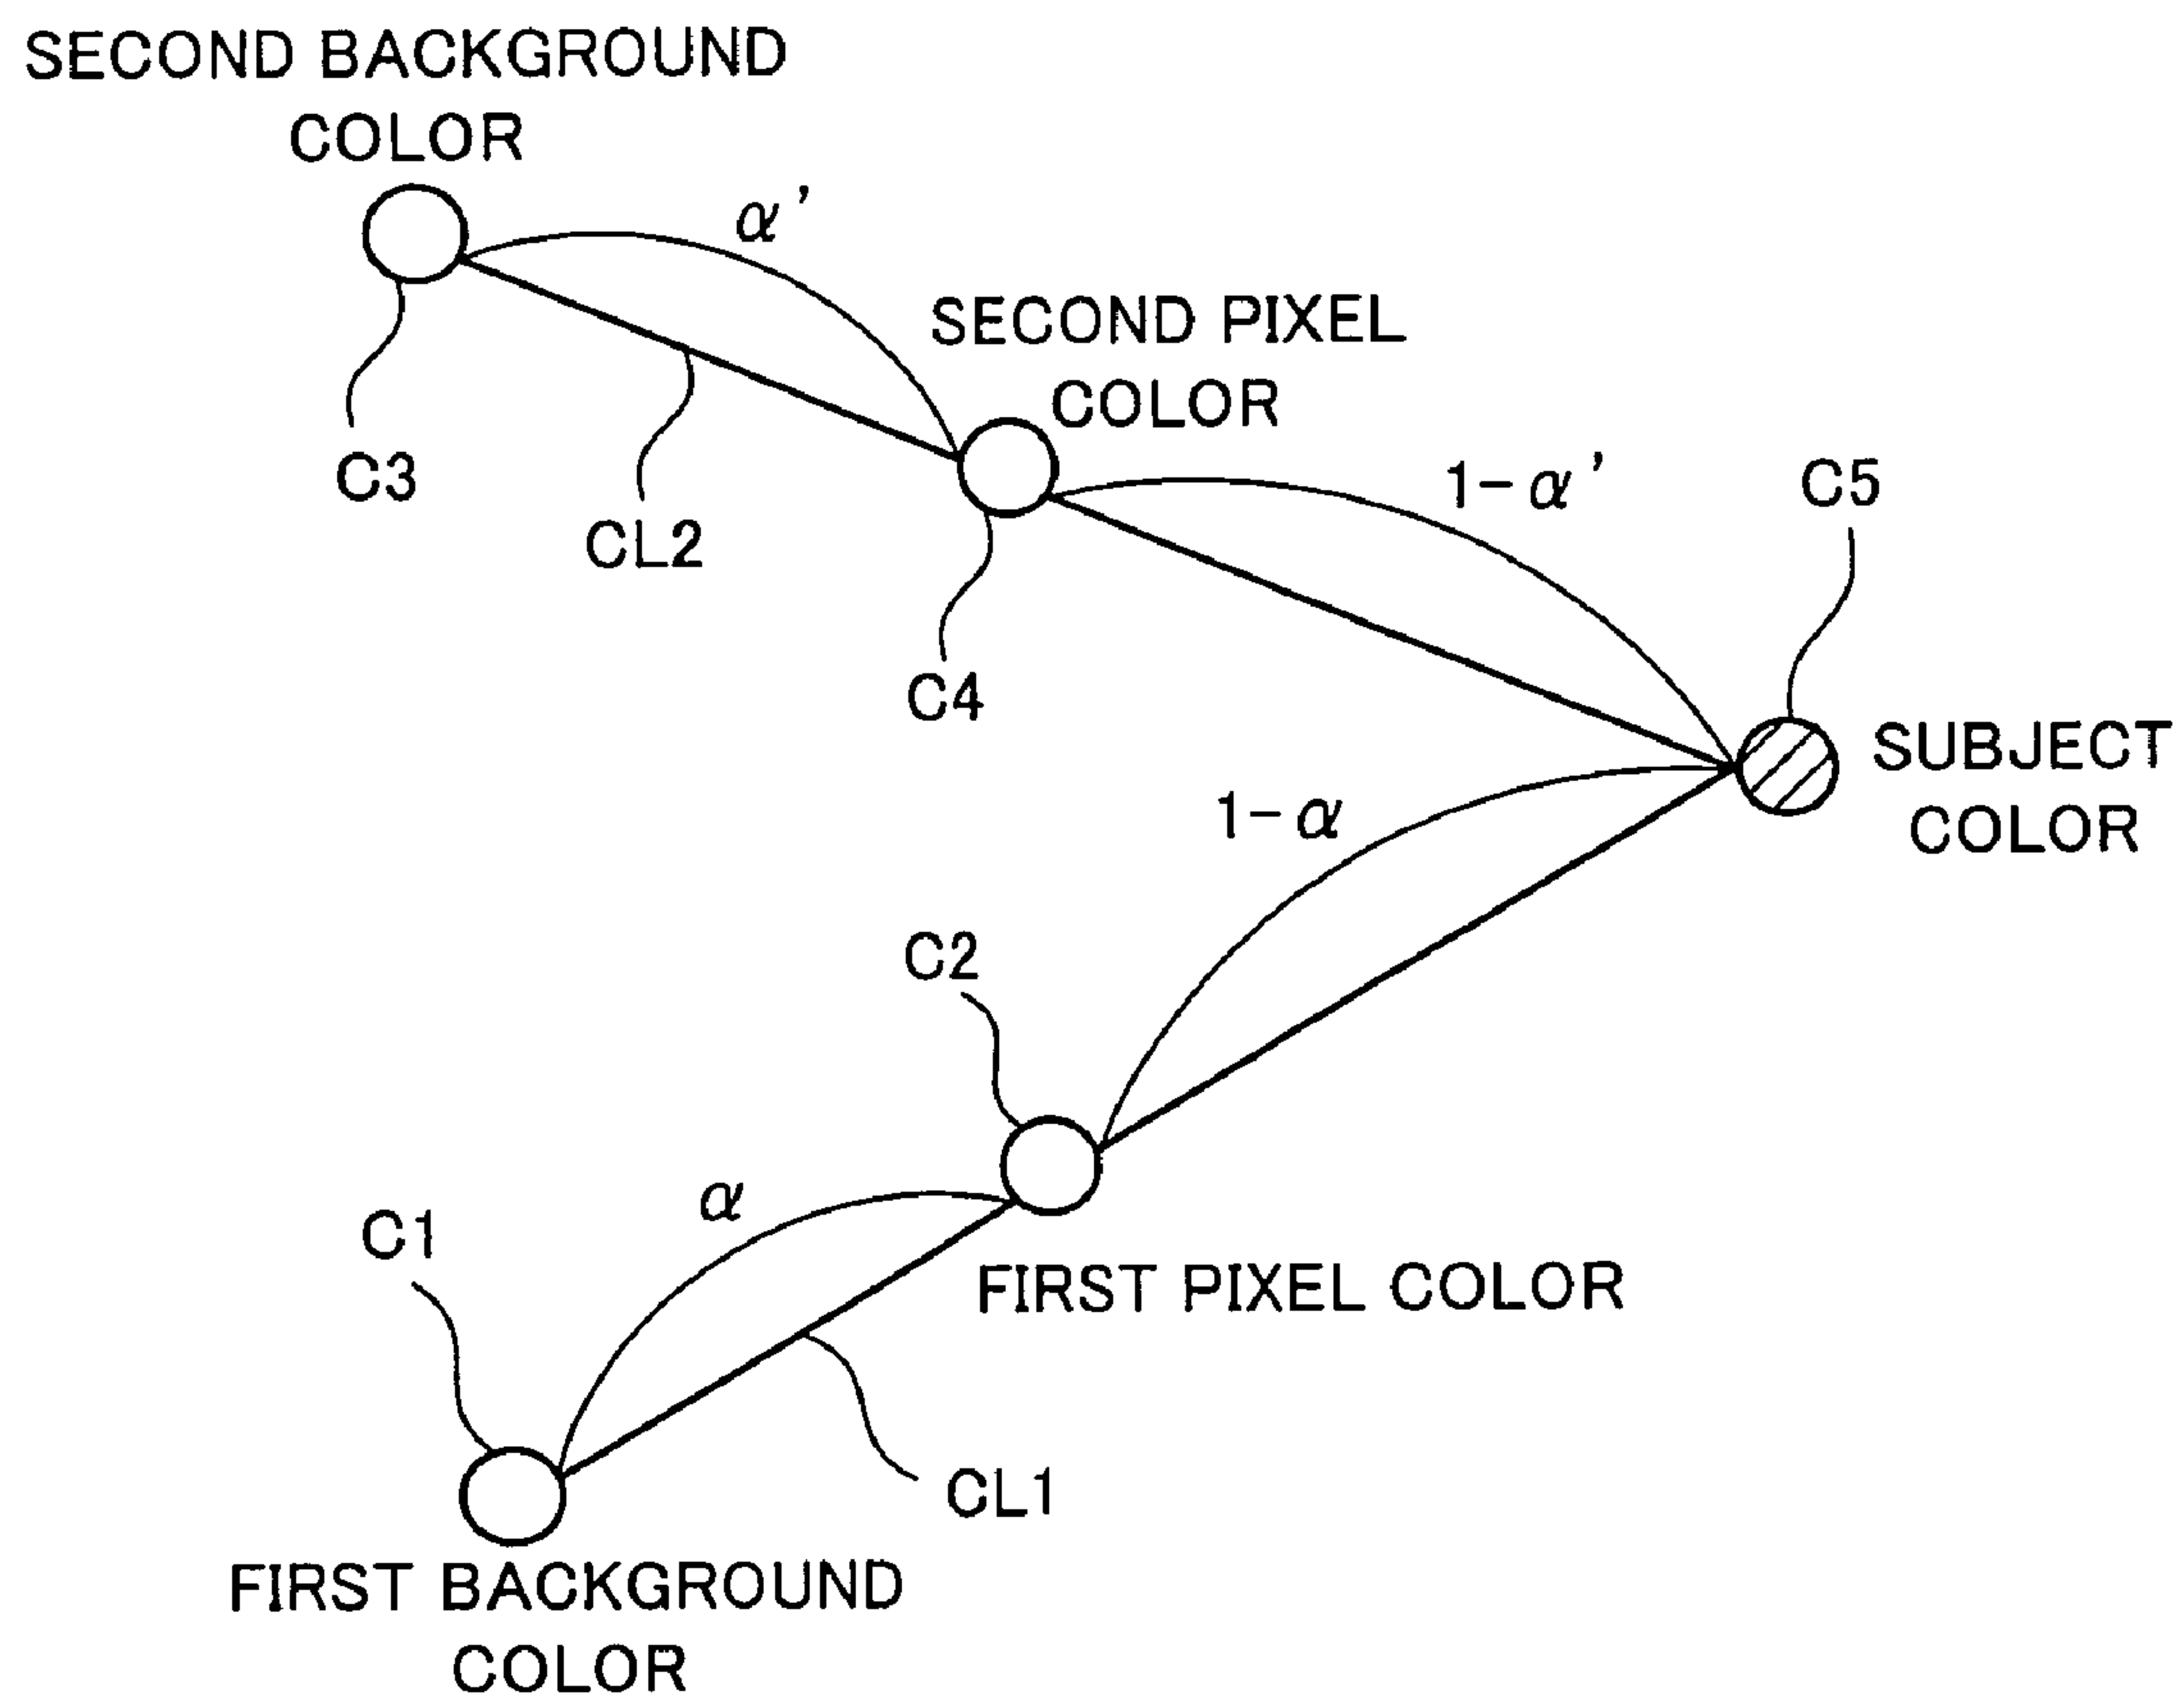 SECOND BACKGROUND
COLOR
α'
SECOND PIXEL
COLOR
C3
1-α'
C5
CL2
C4
SUBJECT
COLOR
1-α
C2
α
C1
FIRST PIXEL COLOR
CL1
FIRST BACKGROUND
COLOR